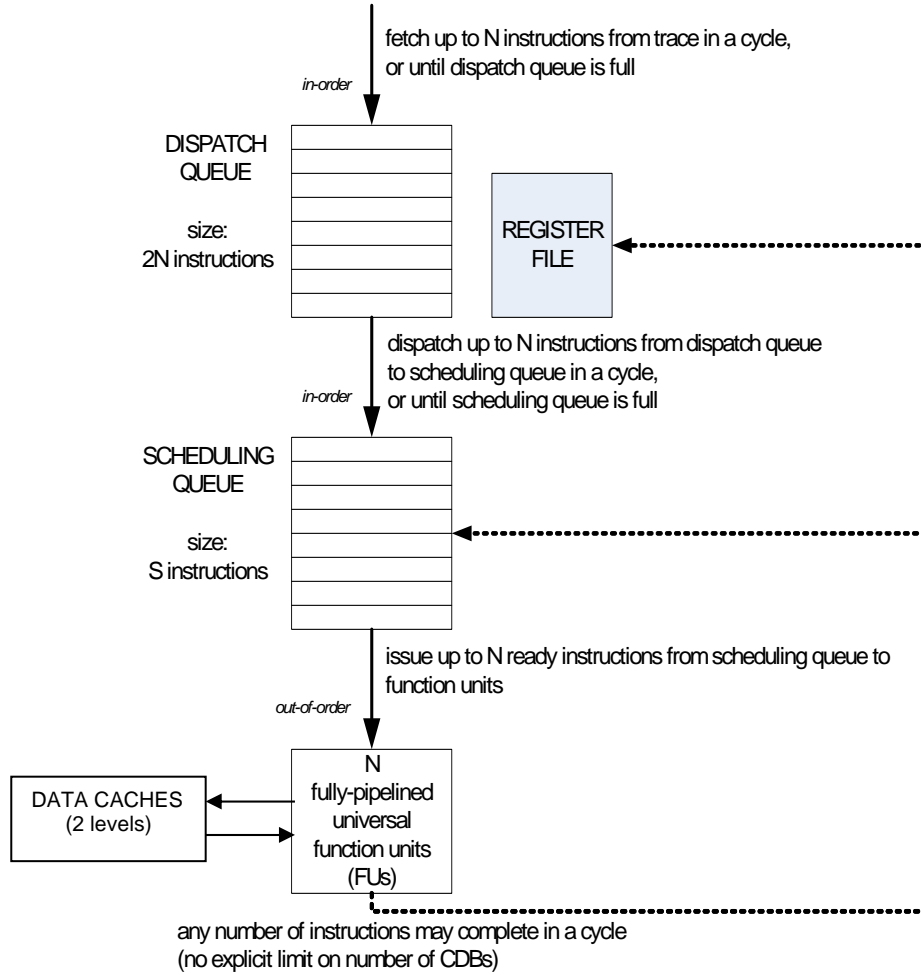 fetch up to N instructions from trace in a cycle,
or until dispatch queue is full
in-order
DISPATCH
QUEUE
size:
2N instructions
REGISTER
FILE
dispatch up to N instructions from dispatch queue
to scheduling queue in a cycle,
or until scheduling queue is full
in-order
SCHEDULING
QUEUE
size:
S instructions
issue up to N ready instructions from scheduling queue to
function units
out-of-order
N
fully-pipelined
universal
function units
(FUs)
DATA CACHES
(2 levels)
any number of instructions may complete in a cycle
(no explicit limit on number of CDBs)